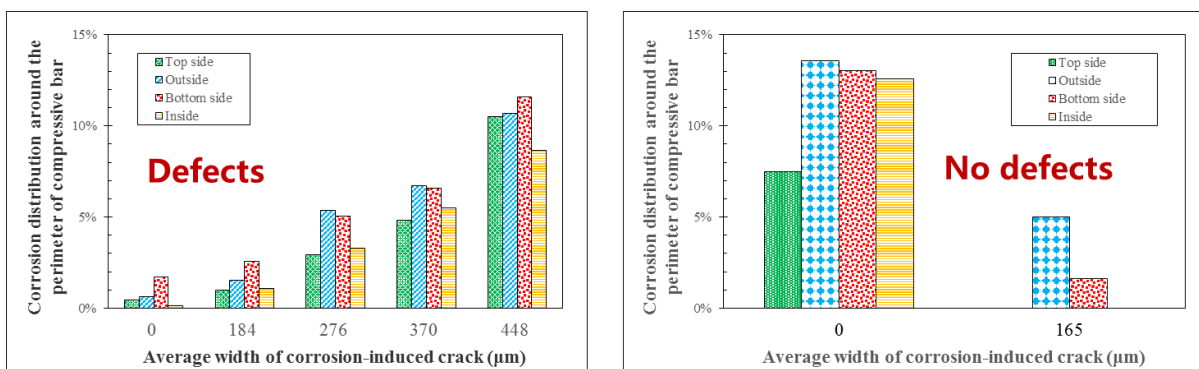 Corrosion distribution around the
perimeter of compressive bar
15%
10%
5%
0%
Top side
Outside
Bottom side
Inside
Defects
0 184 276 370 448
Average width of corrosion-induced crack (μm)
Corrosion distribution around the
perimeter of compressive bar
15%
10%
5%
0%
Top side
Outside
Bottom side
Inside
No defects
0 165
Average width of corrosion-induced crack (μm)